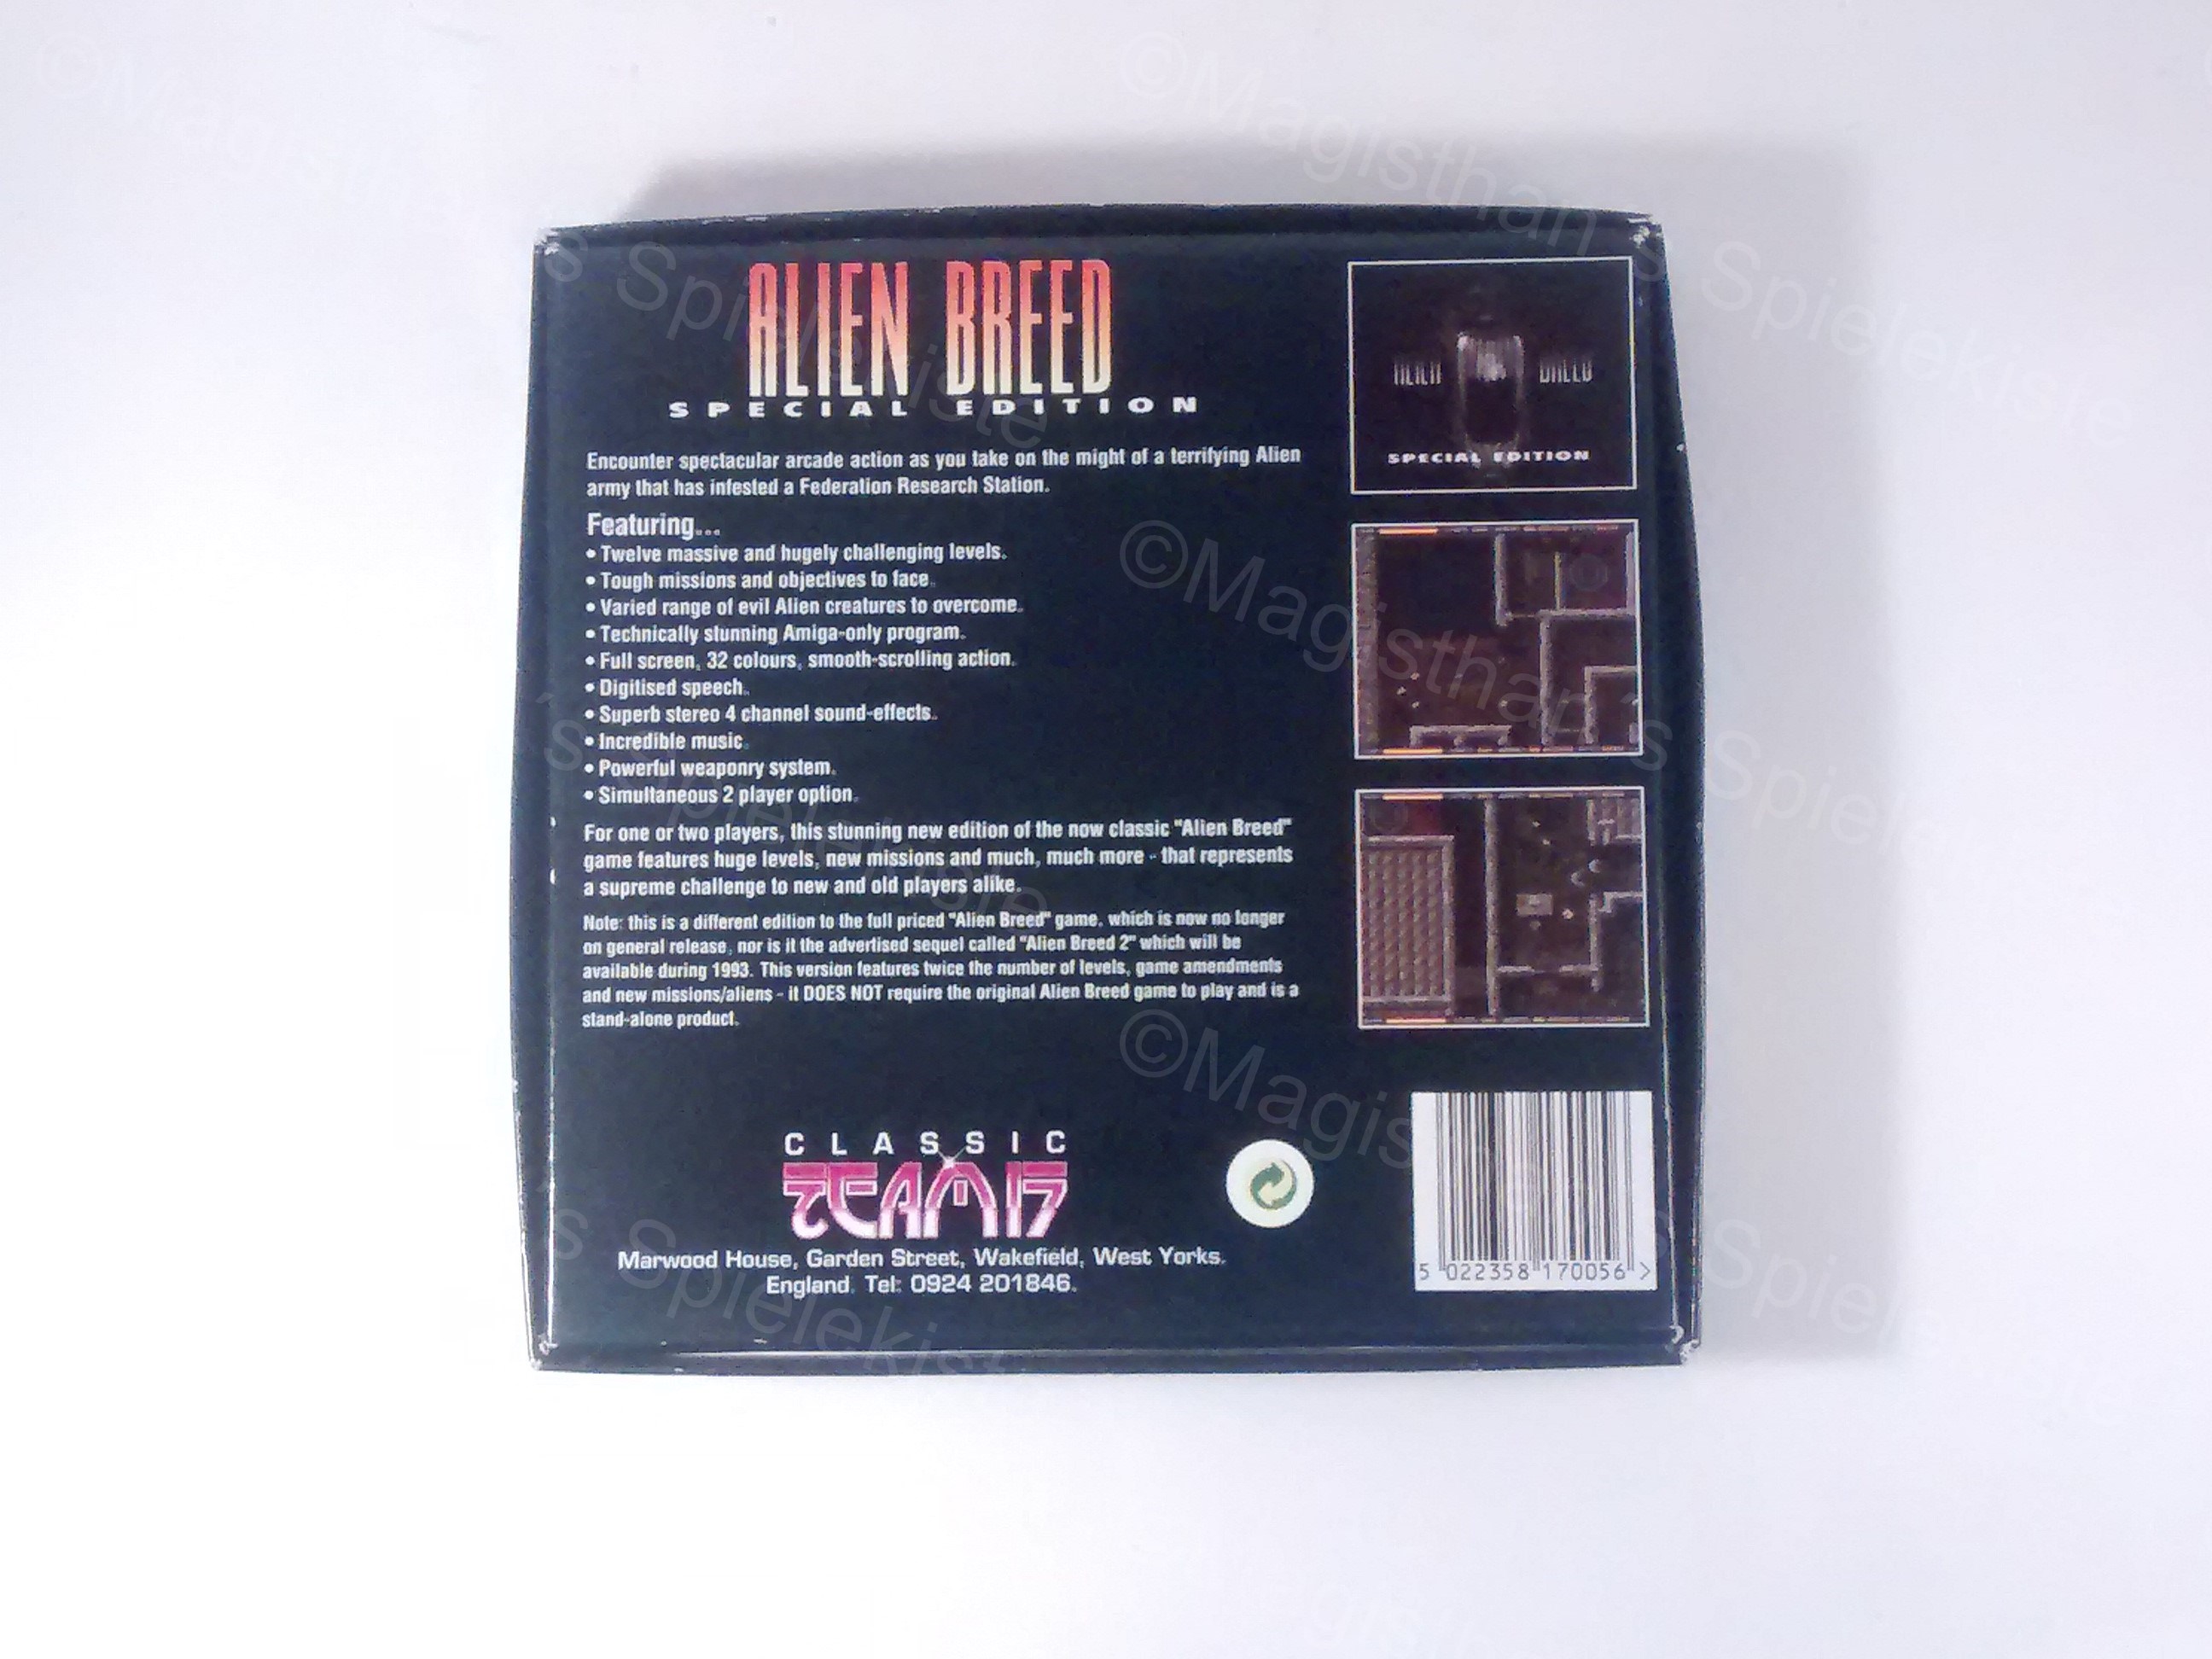 ALIEN BREED
SPECIAL EDITION
Encounter spectacular arcade action as you take on the might of a terrifying Alien
army that has infested a Federation Research Station.
Featuring...
• Twelve massive and hugely challenging levels.
• Tough missions and objectives to face.
• Varied range of evil Alien creatures to overcome.
• Technically stunning Amiga-only program.
• Full screen, 32 colours, smooth-scrolling action.
• Digitised speech.
• Superb stereo 4 channel sound-effects.
• Incredible music.
• Powerful weaponry system.
• Simultaneous 2 player option.
For one or two players, this stunning new edition of the now classic "Alien Breed"
game features huge levels, new missions and much, much more - that represents
a supreme challenge to new and old players alike.
Note: this is a different edition to the full priced "Alien Breed" game, which is now no longer
on general release, nor is it the advertised sequel called "Alien Breed 2" which will be
available during 1993. This version features twice the number of levels, game amendments
and new missions/aliens - it DOES NOT require the original Alien Breed game to play and is a
stand-alone product.
CLASSIC
TEAM17
Marwood House, Garden Street, Wakefield, West Yorks.
England. Tel: 0924 201846.
ALIEN BREED
SPECIAL EDITION
5 022358 170056 >
©Magisthan´s Spielekiste
©Magisthan´s Spielekiste
©Magisthan´s Spielekiste
©Magisthan´s Spielekiste